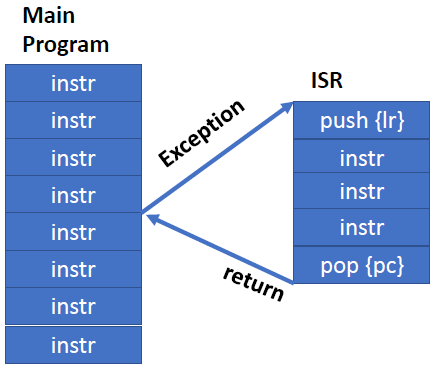 Main
Program
instr
instr
instr
instr
instr
instr
instr
instr
Exception
return
ISR
push {lr}
instr
instr
instr
pop {pc}